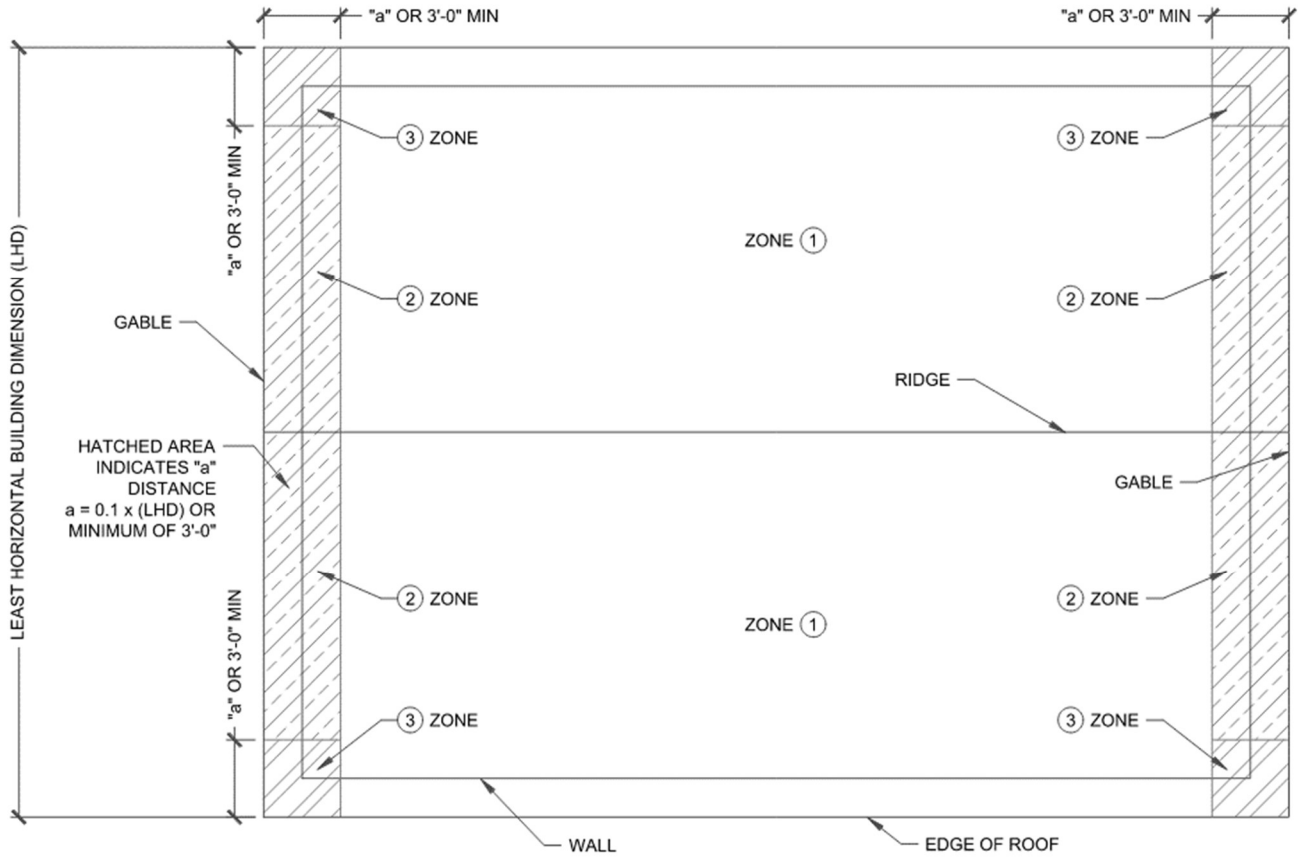 "a" OR 3'-0" MIN
"a" OR 3'-0" MIN
3 ZONE
3 ZONE
"a" OR 3'-0" MIN
ZONE 1
2 ZONE
2 ZONE
GABLE
LEAST HORIZONTAL BUILDING DIMENSION (LHD)
RIDGE
HATCHED AREA
INDICATES "a"
DISTANCE
a = 0.1 x (LHD) OR
MINIMUM OF 3'-0"
GABLE
2 ZONE
2 ZONE
ZONE 1
"a" OR 3'-0" MIN
3 ZONE
3 ZONE
WALL
EDGE OF ROOF